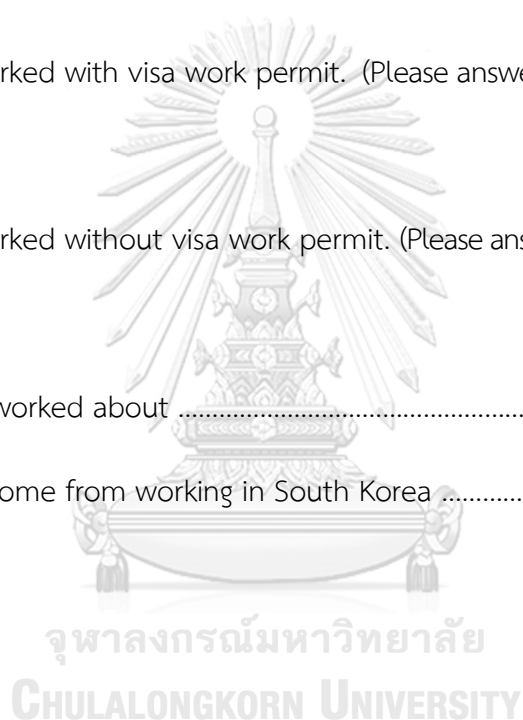 rked with visa work permit. (Please answe
rked without visa work permit. (Please ans
worked about ....................................................
ome from working in South Korea ............
จุฬาลงกรณ์มหาวิทยาลัย
CHULALONGKORN UNIVERSITY